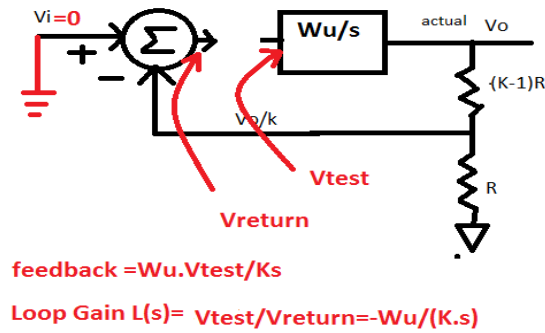 Vi=0
+
−
Σ
Wu/s
actual
Vo
(K-1)R
Vo/k
Vtest
R
Vreturn
feedback =Wu.Vtest/Ks
Loop Gain L(s)= Vtest/Vreturn=-Wu/(K.s)